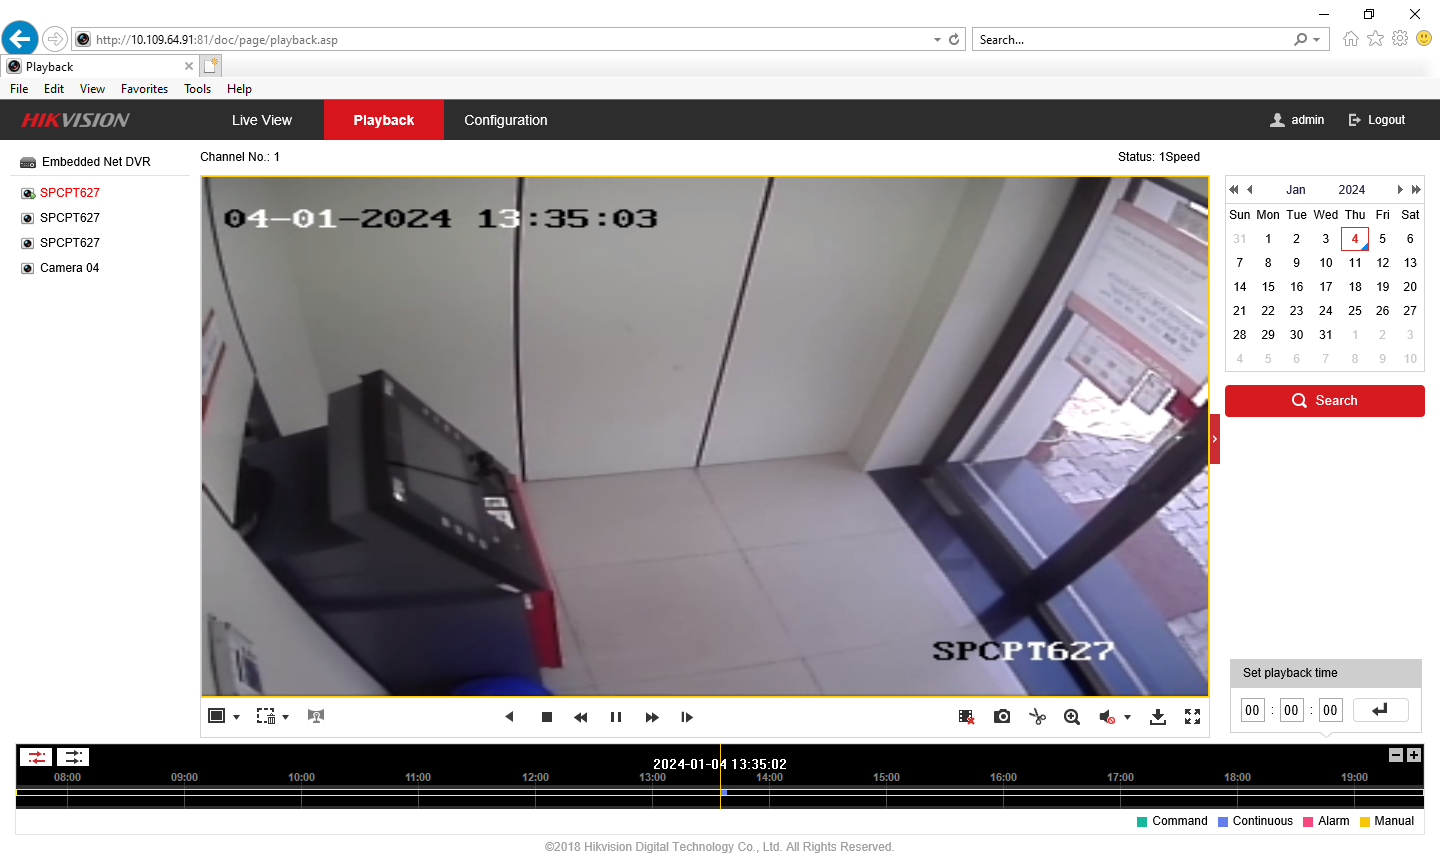 http://10.109.64.91:81/doc/page/playback.asp
Search...
Playback
File Edit View Favorites Tools Help
HIKVISION
Live View Playback Configuration
admin Logout
Embedded Net DVR
SPCPT627
SPCPT627
SPCPT627
Camera 04
Channel No.: 1
Status: 1Speed
04-01-2024 13:35:03
SPCPT627
Jan 2024
Sun Mon Tue Wed Thu Fri Sat
31 1 2 3 4 5 6
7 8 9 10 11 12 13
14 15 16 17 18 19 20
21 22 23 24 25 26 27
28 29 30 31 1 2 3
4 5 6 7 8 9 10
Search
Set playback time
00 : 00 : 00
2024-01-04 13:35:02
08:00 09:00 10:00 11:00 12:00 13:00 14:00 15:00 16:00 17:00 18:00 19:00
Command Continuous Alarm Manual
©2018 Hikvision Digital Technology Co., Ltd. All Rights Reserved.